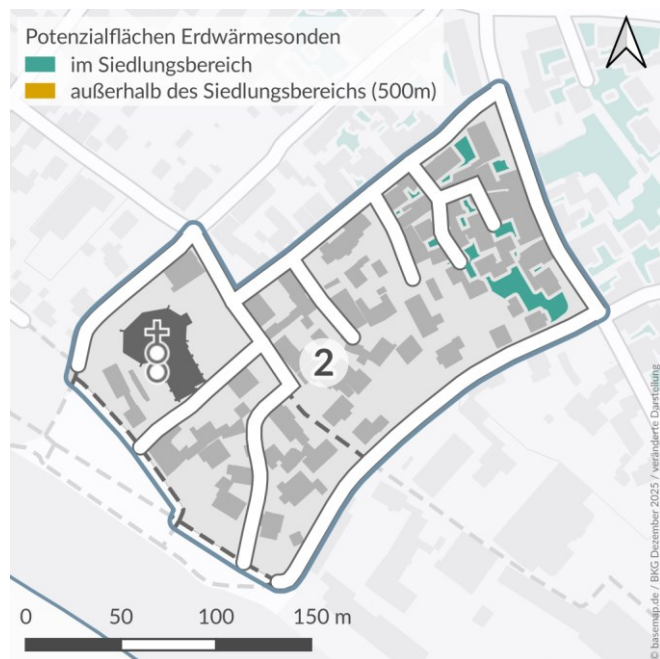 Potenzialflächen Erdwärmesonden
im Siedlungsbereich
außerhalb des Siedlungsbereichs (500m)
2
0 50 100 150 m
© basemap.de / BKG Dezember 2025 / veränderte Darstellung